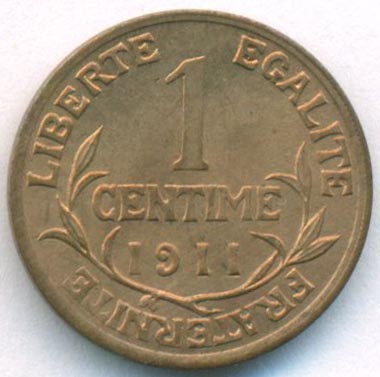 LIBERTE EGALITE
FRATERNITE
1
CENTIME
1911